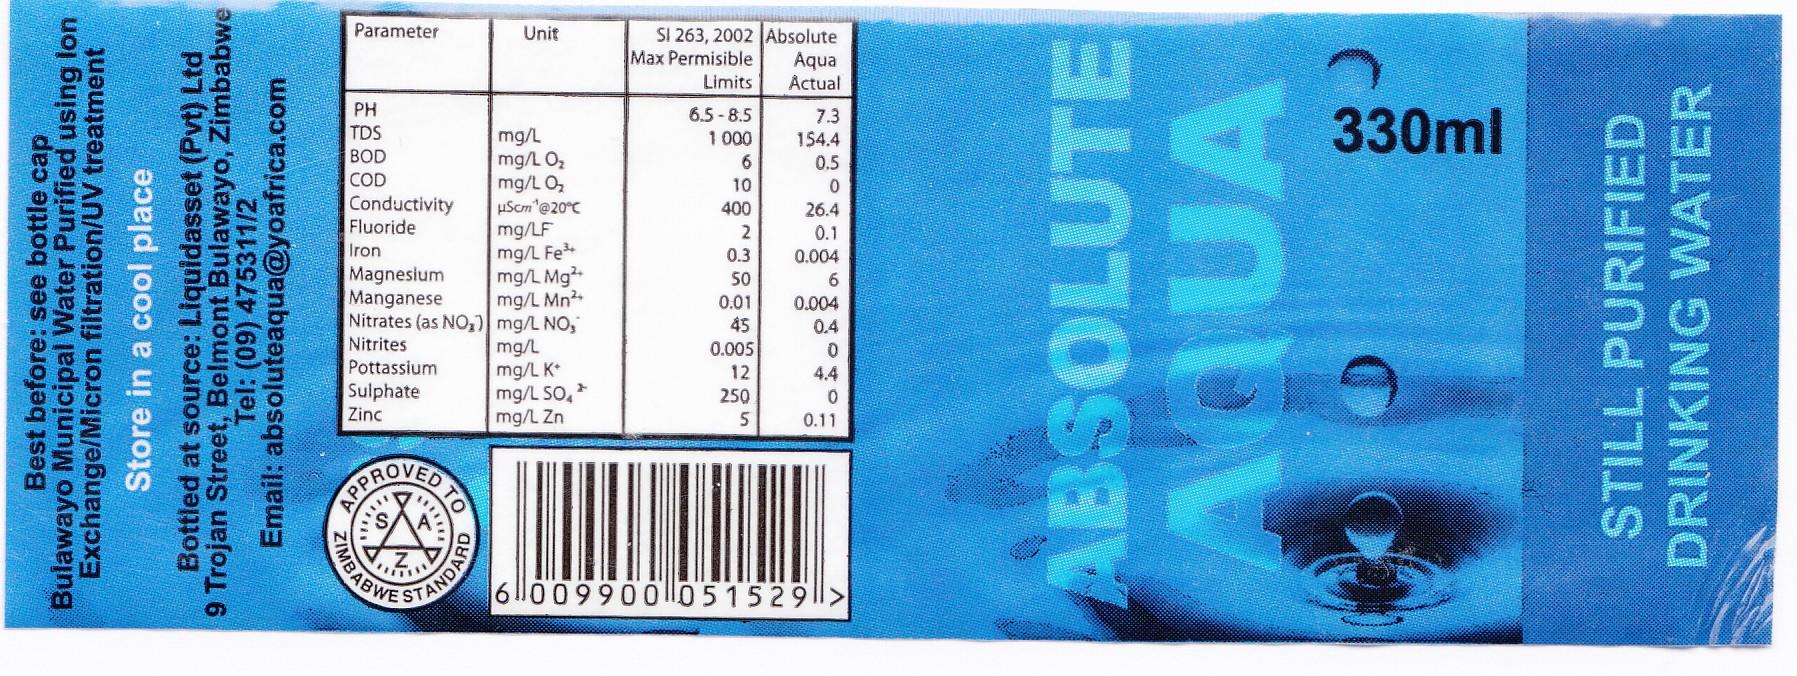 Best before: see bottle cap
Bulawayo Municipal Water Purified using Ion
Exchange/Micron filtration/UV treatment
Store in a cool place
Bottled at source: Liquidasset (Pvt) Ltd
9 Trojan Street, Belmont Bulawayo, Zimbabwe
Tel: (09) 475311/2
Email: absoluteaqua@yoafrica.com
Parameter Unit SI 263, 2002 Max Permisible Limits Absolute Aqua Actual
PH 6.5 - 8.5 7.3
TDS mg/L 1 000 154.4
BOD mg/L O₂ 6 0.5
COD mg/L O₂ 10 0
Conductivity µScm⁻¹@20°C 400 26.4
Fluoride mg/LF⁻ 2 0.1
Iron mg/L Fe³⁺ 0.3 0.004
Magnesium mg/L Mg²⁺ 50 6
Manganese mg/L Mn²⁺ 0.01 0.004
Nitrates (as NO₃⁻) mg/L NO₃⁻ 45 0.4
Nitrites mg/L 0.005 0
Pottassium mg/L K⁺ 12 4.4
Sulphate mg/L SO₄²⁻ 250 0
Zinc mg/L Zn 5 0.11
APPROVED TO
SAZ
ZIMBABWE STANDARD
6 009900 051529 >
ABSOLUTE
AQUA
330ml
STILL PURIFIED
DRINKING WATER